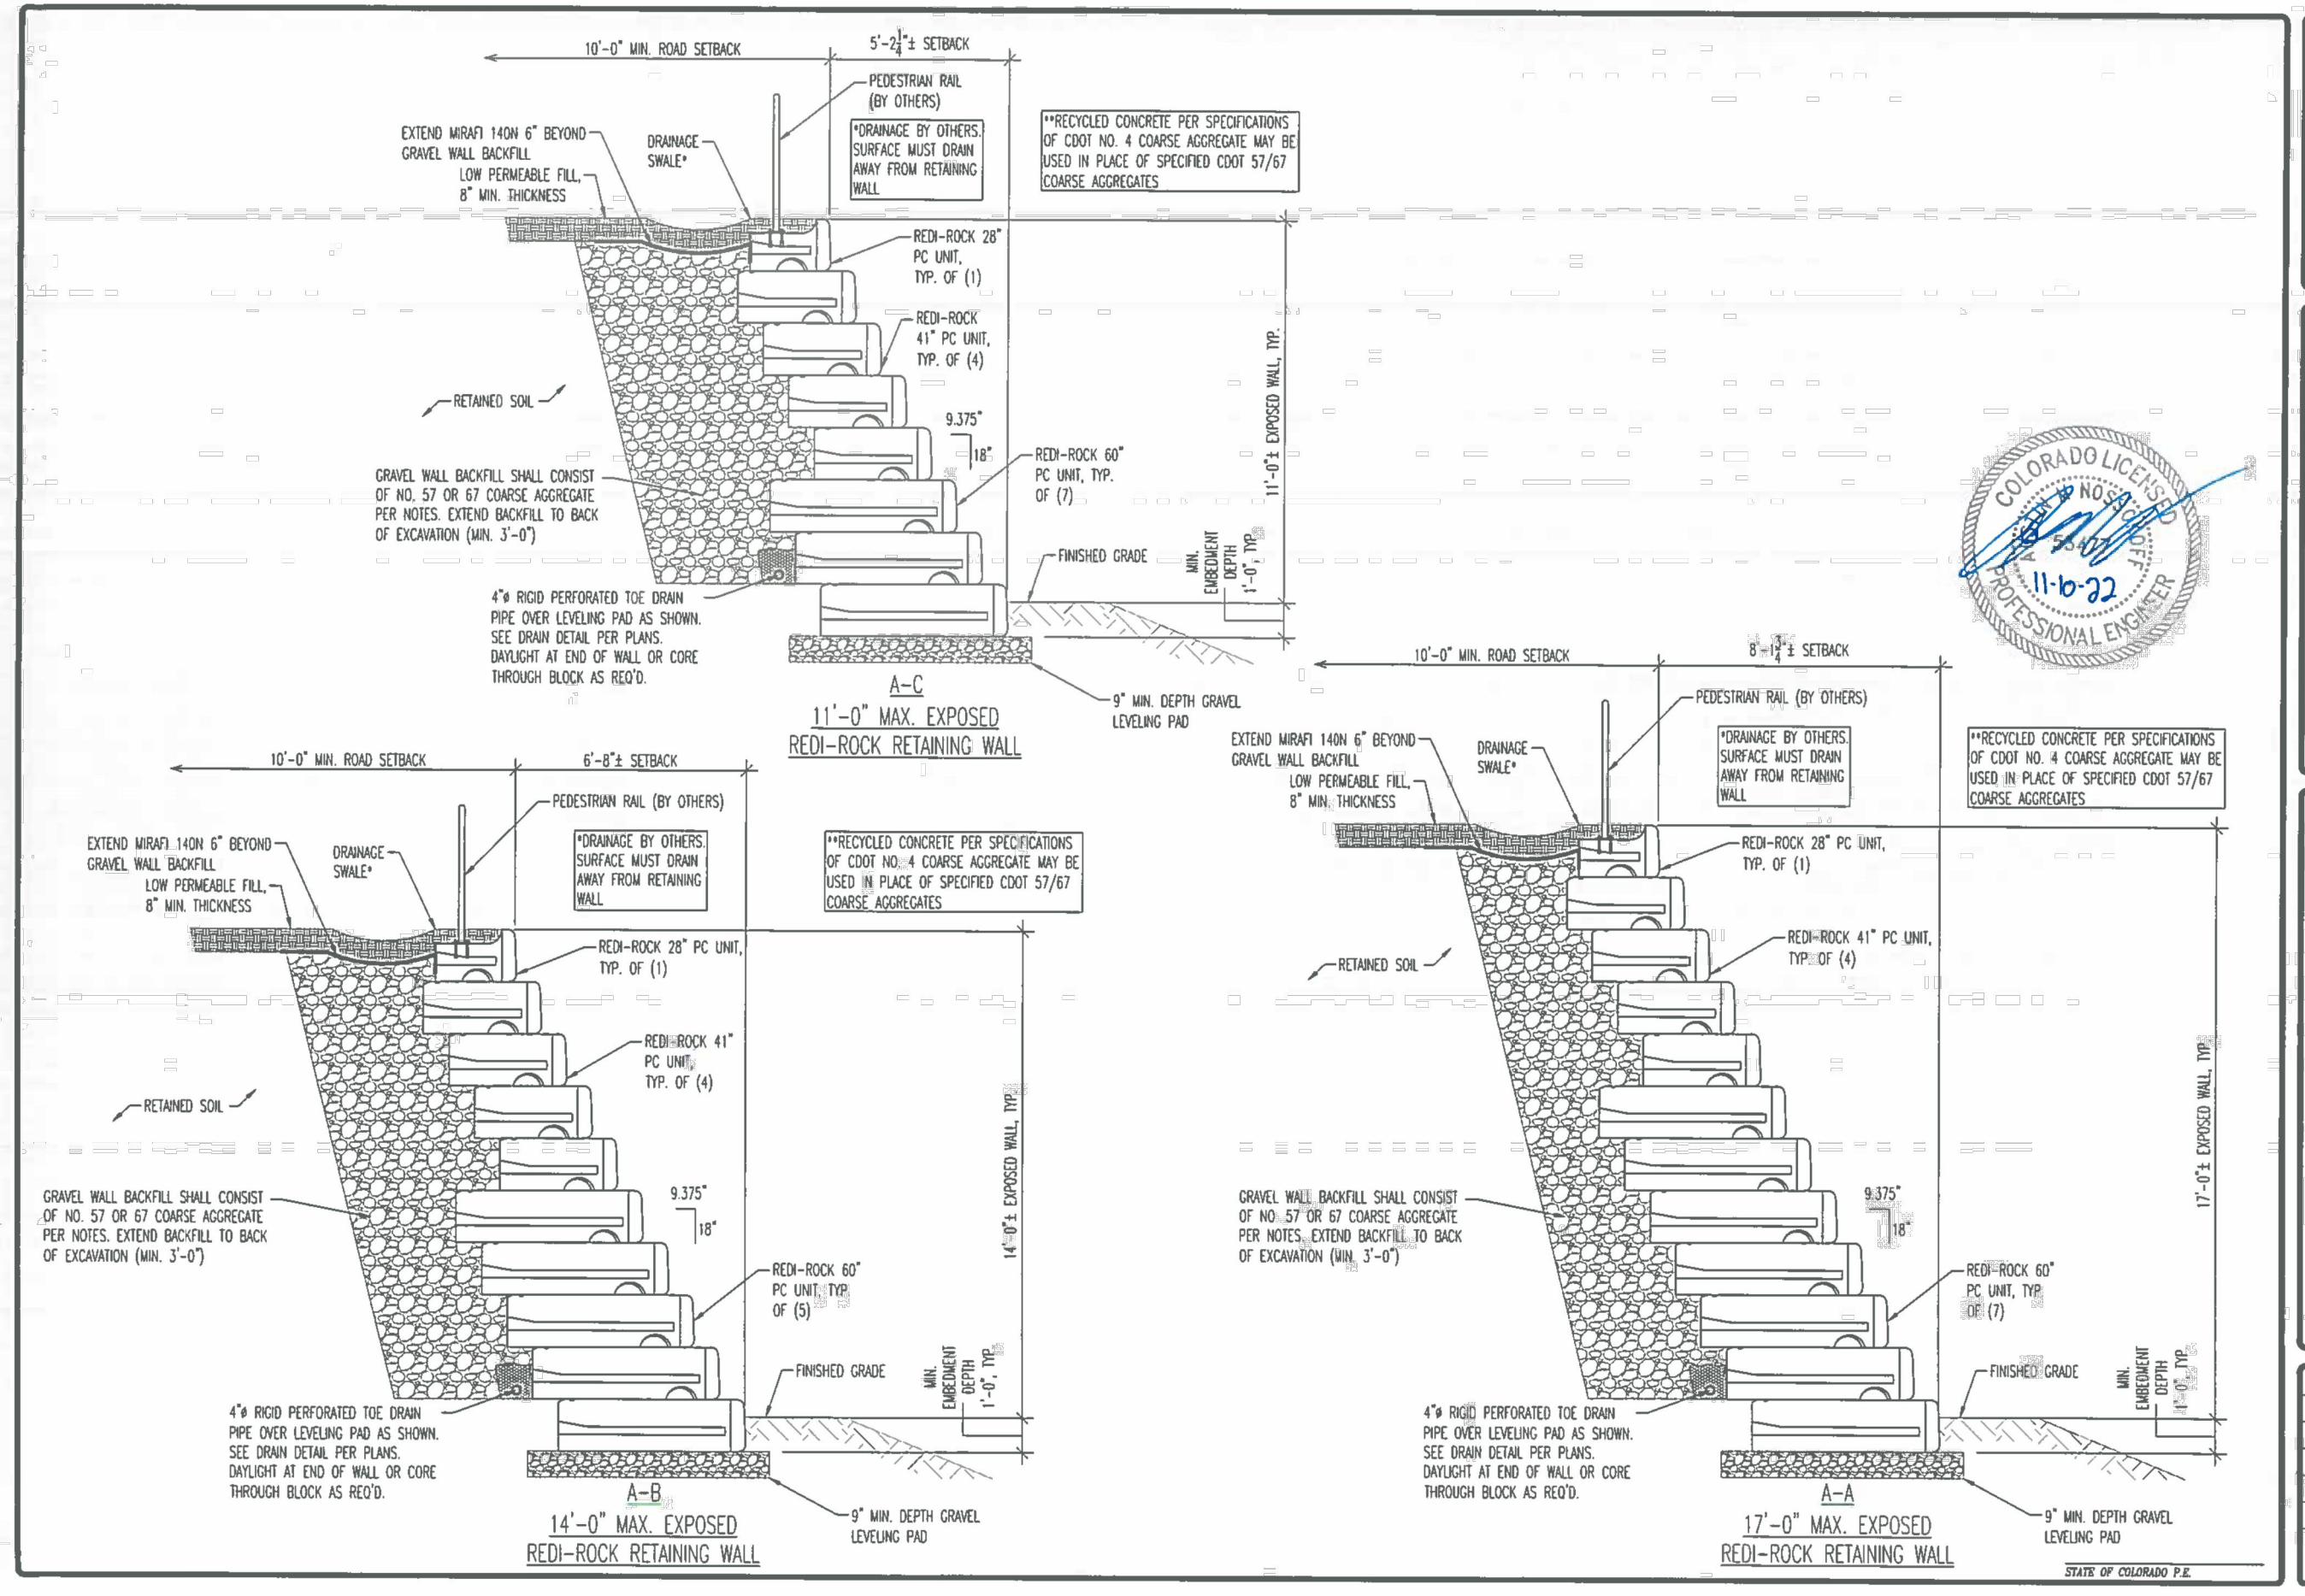 10'-0" MIN. ROAD SETBACK
5'-2¼"± SETBACK
PEDESTRIAN RAIL
(BY OTHERS)
EXTEND MIRAFI 140N 6" BEYOND
GRAVEL WALL BACKFILL
LOW PERMEABLE FILL,
8" MIN. THICKNESS
DRAINAGE
SWALE*
*DRAINAGE BY OTHERS.
SURFACE MUST DRAIN
AWAY FROM RETAINING
WALL
**RECYCLED CONCRETE PER SPECIFICATIONS
OF CDOT NO. 4 COARSE AGGREGATE MAY BE
USED IN PLACE OF SPECIFIED CDOT 57/67
COARSE AGGREGATES
REDI-ROCK 28"
PC UNIT,
TYP. OF (1)
REDI-ROCK
41" PC UNIT,
TYP. OF (4)
RETAINED SOIL
9.375"
18"
REDI-ROCK 60"
PC UNIT, TYP.
OF (7)
GRAVEL WALL BACKFILL SHALL CONSIST
OF NO. 57 OR 67 COARSE AGGREGATE
PER NOTES. EXTEND BACKFILL TO BACK
OF EXCAVATION (MIN. 3'-0")
FINISHED GRADE
MIN.
EMBEDMENT
DEPTH
1'-0", TYP.
11'-0"± EXPOSED WALL, TYP.
4"ø RIGID PERFORATED TOE DRAIN
PIPE OVER LEVELING PAD AS SHOWN.
SEE DRAIN DETAIL PER PLANS.
DAYLIGHT AT END OF WALL OR CORE
THROUGH BLOCK AS REQ'D.
9" MIN. DEPTH GRAVEL
LEVELING PAD
A-C
11'-0" MAX. EXPOSED
REDI-ROCK RETAINING WALL
COLORADO LICENSED
PROFESSIONAL ENGINEER
11-10-22
10'-0" MIN. ROAD SETBACK
6'-8"± SETBACK
PEDESTRIAN RAIL (BY OTHERS)
EXTEND MIRAFI 140N 6" BEYOND
GRAVEL WALL BACKFILL
LOW PERMEABLE FILL,
8" MIN. THICKNESS
DRAINAGE
SWALE*
*DRAINAGE BY OTHERS.
SURFACE MUST DRAIN
AWAY FROM RETAINING
WALL
**RECYCLED CONCRETE PER SPECIFICATIONS
OF CDOT NO. 4 COARSE AGGREGATE MAY BE
USED IN PLACE OF SPECIFIED CDOT 57/67
COARSE AGGREGATES
REDI-ROCK 28" PC UNIT,
TYP. OF (1)
REDI-ROCK 41"
PC UNIT,
TYP. OF (4)
RETAINED SOIL
GRAVEL WALL BACKFILL SHALL CONSIST
OF NO. 57 OR 67 COARSE AGGREGATE
PER NOTES. EXTEND BACKFILL TO BACK
OF EXCAVATION (MIN. 3'-0")
9.375"
18"
REDI-ROCK 60"
PC UNIT, TYP.
OF (5)
FINISHED GRADE
MIN.
EMBEDMENT
DEPTH
1'-0", TYP.
14'-0"± EXPOSED WALL, TYP.
4"ø RIGID PERFORATED TOE DRAIN
PIPE OVER LEVELING PAD AS SHOWN.
SEE DRAIN DETAIL PER PLANS.
DAYLIGHT AT END OF WALL OR CORE
THROUGH BLOCK AS REQ'D.
9" MIN. DEPTH GRAVEL
LEVELING PAD
A-B
14'-0" MAX. EXPOSED
REDI-ROCK RETAINING WALL
10'-0" MIN. ROAD SETBACK
8'-1¾"± SETBACK
PEDESTRIAN RAIL (BY OTHERS)
EXTEND MIRAFI 140N 6" BEYOND
GRAVEL WALL BACKFILL
LOW PERMEABLE FILL,
8" MIN. THICKNESS
DRAINAGE
SWALE*
*DRAINAGE BY OTHERS.
SURFACE MUST DRAIN
AWAY FROM RETAINING
WALL
**RECYCLED CONCRETE PER SPECIFICATIONS
OF CDOT NO. 4 COARSE AGGREGATE MAY BE
USED IN PLACE OF SPECIFIED CDOT 57/67
COARSE AGGREGATES
REDI-ROCK 28" PC UNIT,
TYP. OF (1)
REDI-ROCK 41" PC UNIT,
TYP. OF (4)
RETAINED SOIL
GRAVEL WALL BACKFILL SHALL CONSIST
OF NO. 57 OR 67 COARSE AGGREGATE
PER NOTES. EXTEND BACKFILL TO BACK
OF EXCAVATION (MIN. 3'-0")
9.375"
18"
REDI-ROCK 60"
PC UNIT, TYP.
OF (7)
FINISHED GRADE
MIN.
EMBEDMENT
DEPTH
1'-0", TYP.
17'-0"± EXPOSED WALL, TYP.
4"ø RIGID PERFORATED TOE DRAIN
PIPE OVER LEVELING PAD AS SHOWN.
SEE DRAIN DETAIL PER PLANS.
DAYLIGHT AT END OF WALL OR CORE
THROUGH BLOCK AS REQ'D.
9" MIN. DEPTH GRAVEL
LEVELING PAD
A-A
17'-0" MAX. EXPOSED
REDI-ROCK RETAINING WALL
STATE OF COLORADO P.E.